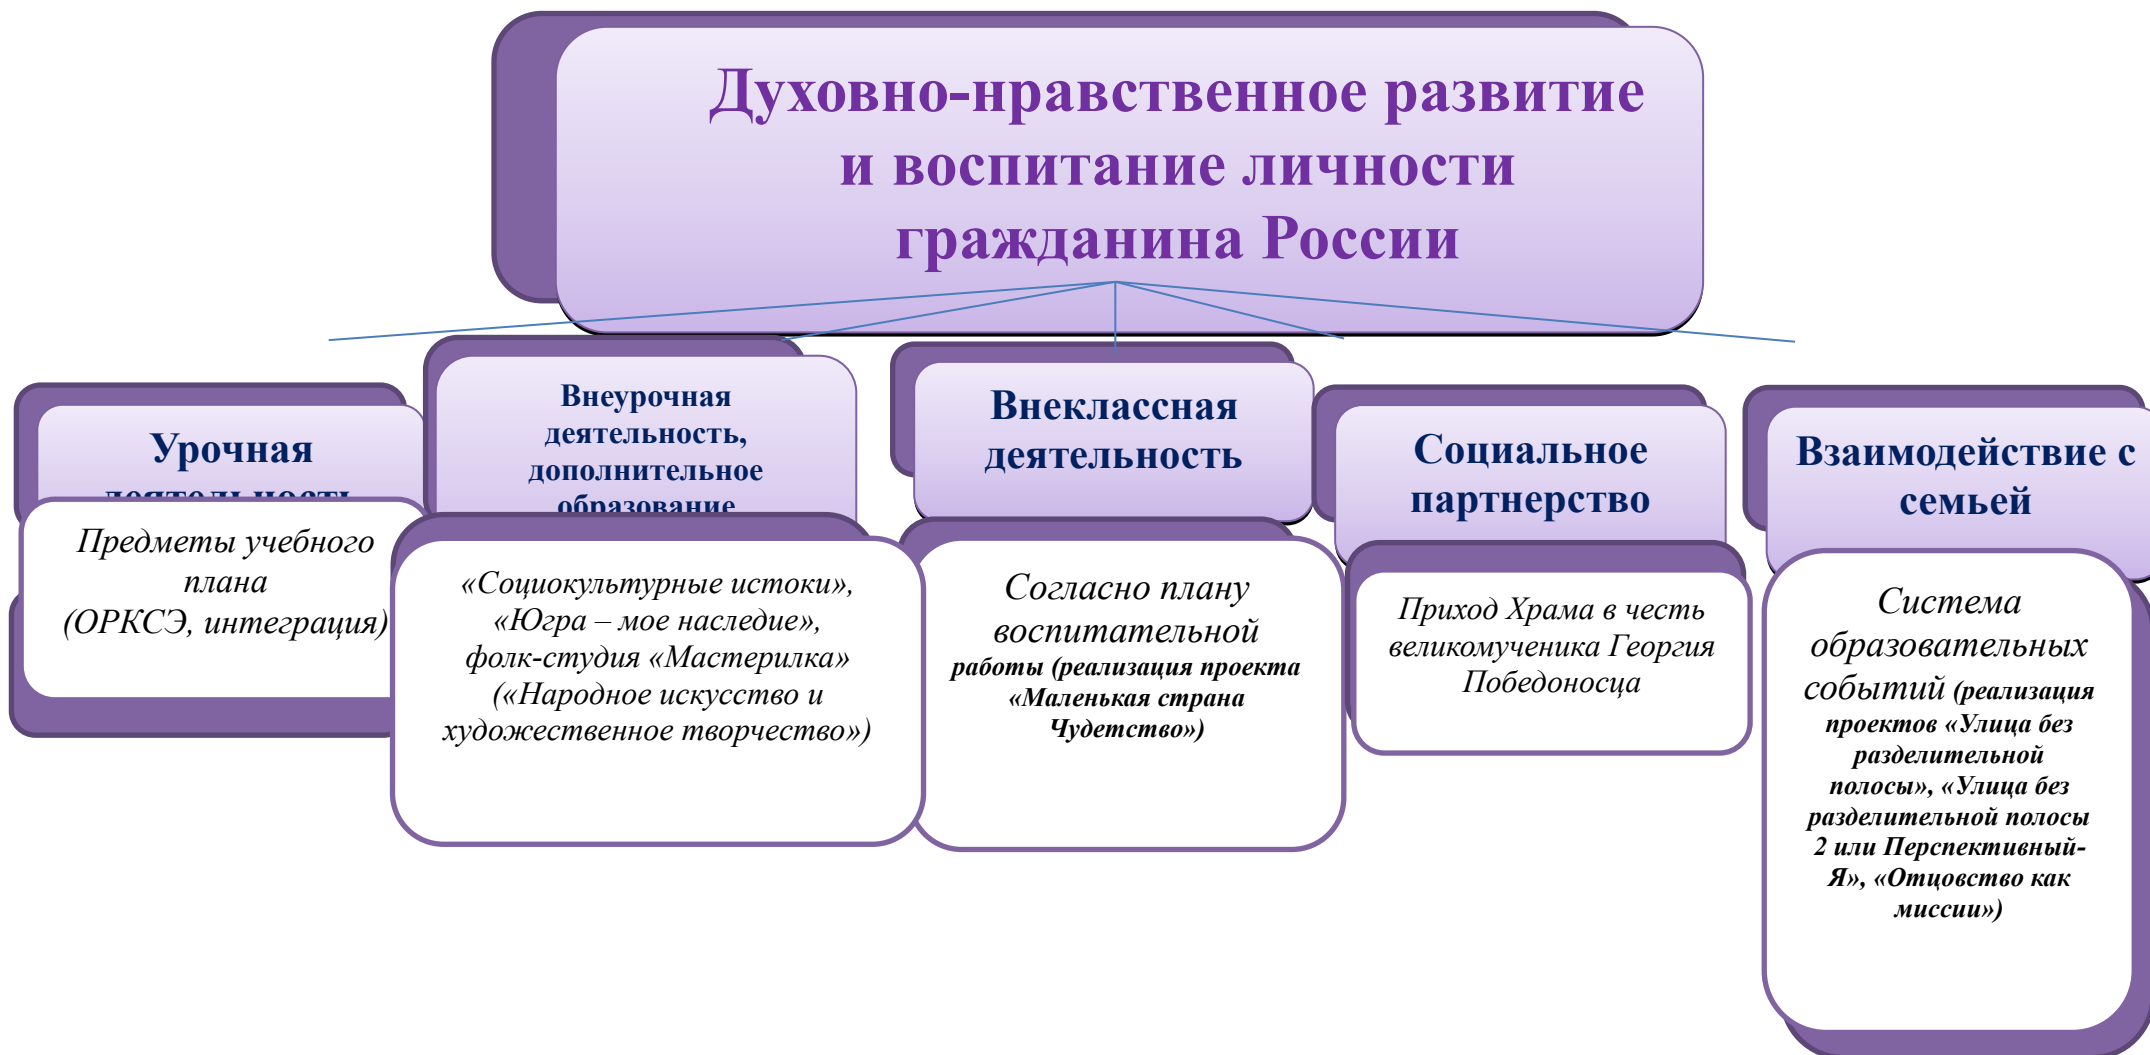 Духовно-нравственное развитие
и воспитание личности
гражданина России
Урочная
деятельность
Предметы учебного
плана
(ОРКСЭ, интеграция)
Внеурочная
деятельность,
дополнительное
образование
«Социокультурные истоки»,
«Югра – мое наследие»,
фолк-студия «Мастерилка»
(«Народное искусство и
художественное творчество»)
Внеклассная
деятельность
Согласно плану
воспитательной
работы (реализация проекта
«Маленькая страна
Чудетство»)
Социальное
партнерство
Приход Храма в честь
великомученика Георгия
Победоносца
Взаимодействие с
семьей
Система
образовательных
событий (реализация
проектов «Улица без
разделительной
полосы», «Улица без
разделительной полосы
2 или Перспективный-
Я», «Отцовство как
миссии»)